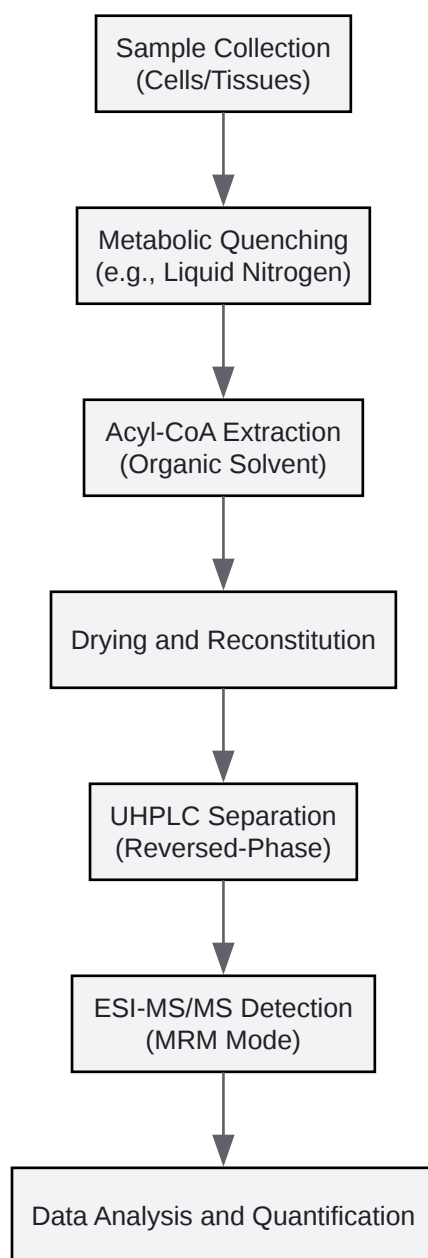 Sample Collection
(Cells/Tissues)
Metabolic Quenching
(e.g., Liquid Nitrogen)
Acyl-CoA Extraction
(Organic Solvent)
Drying and Reconstitution
UHPLC Separation
(Reversed-Phase)
ESI-MS/MS Detection
(MRM Mode)
Data Analysis and Quantification